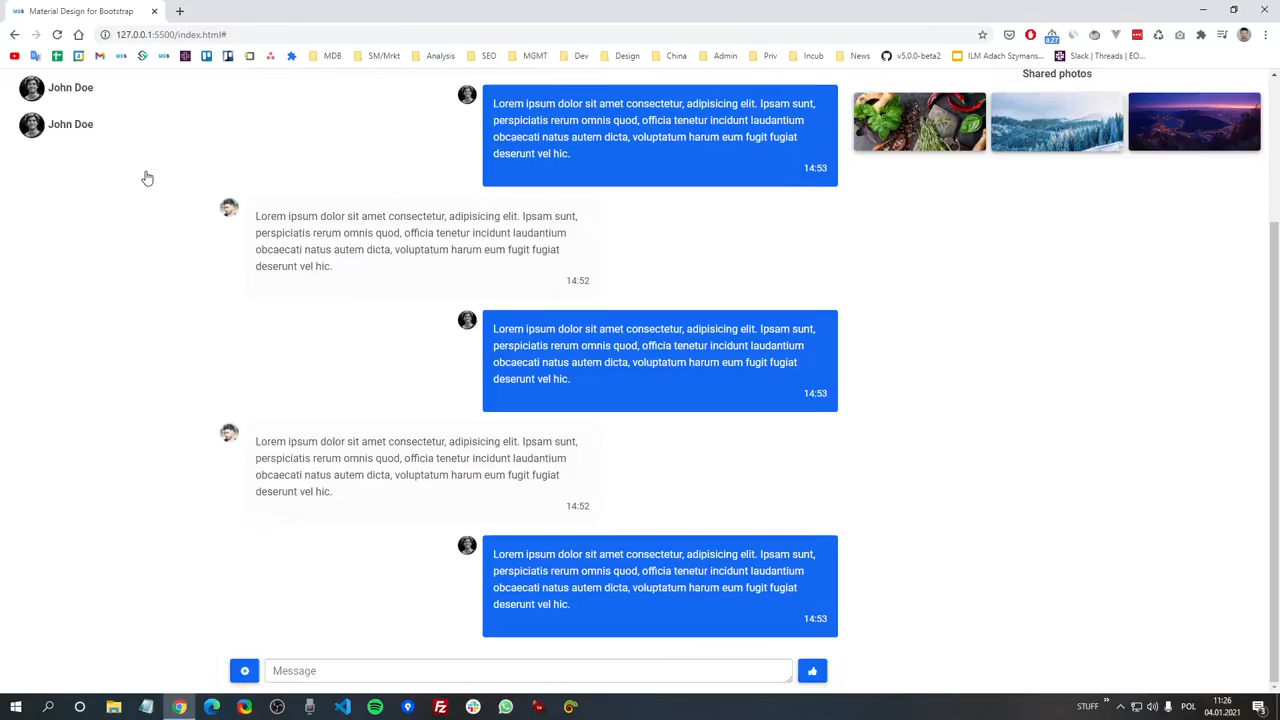 Material Design for Bootstrap
127.0.0.1:5500/index.html#
0.27
MDB
SM/Mrkt
Analysis
SEO
MGMT
Dev
Design
China
Admin
Priv
Incub
News
v5.0.0-beta2
ILM Adach Szymans...
Slack | Threads | EO...
John Doe
John Doe
Lorem ipsum dolor sit amet consectetur, adipisicing elit. Ipsam sunt,
perspiciatis rerum omnis quod, officia tenetur incidunt laudantium
obcaecati natus autem dicta, voluptatum harum eum fugit fugiat
deserunt vel hic.
14:53
Lorem ipsum dolor sit amet consectetur, adipisicing elit. Ipsam sunt,
perspiciatis rerum omnis quod, officia tenetur incidunt laudantium
obcaecati natus autem dicta, voluptatum harum eum fugit fugiat
deserunt vel hic.
14:52
Lorem ipsum dolor sit amet consectetur, adipisicing elit. Ipsam sunt,
perspiciatis rerum omnis quod, officia tenetur incidunt laudantium
obcaecati natus autem dicta, voluptatum harum eum fugit fugiat
deserunt vel hic.
14:53
Lorem ipsum dolor sit amet consectetur, adipisicing elit. Ipsam sunt,
perspiciatis rerum omnis quod, officia tenetur incidunt laudantium
obcaecati natus autem dicta, voluptatum harum eum fugit fugiat
deserunt vel hic.
14:52
Lorem ipsum dolor sit amet consectetur, adipisicing elit. Ipsam sunt,
perspiciatis rerum omnis quod, officia tenetur incidunt laudantium
obcaecati natus autem dicta, voluptatum harum eum fugit fugiat
deserunt vel hic.
14:53
Message
Shared photos
STUFF
POL
11:26
04.01.2021